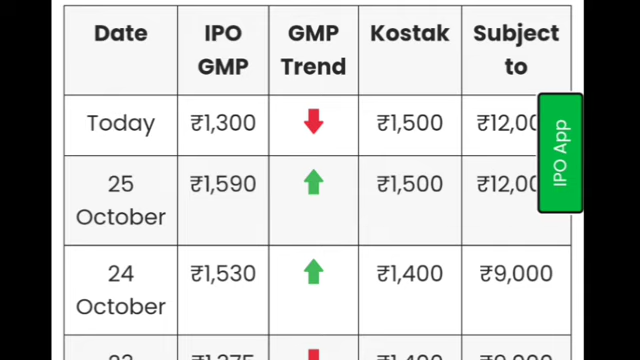 Date IPO GMP Kostak Subject
GMP Trend to
Today ₹1,300 ₹1,500
25 ₹1,590 ₹1,500
October
24 ₹1,530 ₹1,400 ₹9,000
October
IPO App